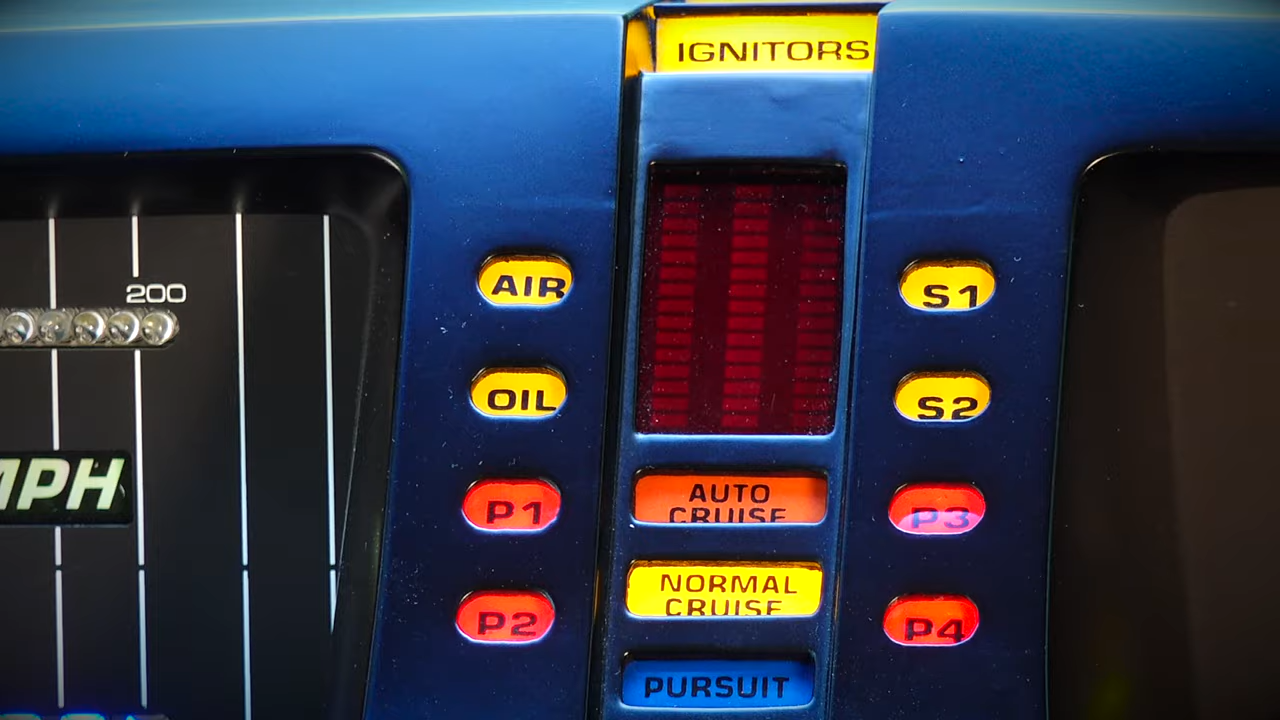 IGNITORS
200
MPH
AIR
OIL
P1
P2
AUTO
CRUISE
NORMAL
CRUISE
PURSUIT
S1
S2
P3
P4